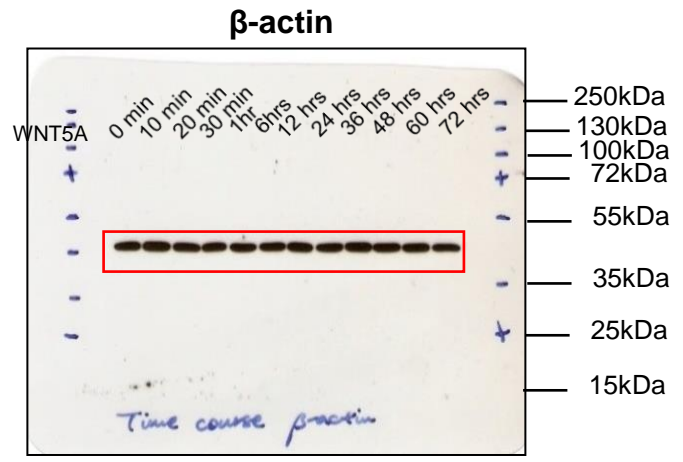 β-actin
WNT5A
0 min
10 min
20 min
30 min
1hr
6hrs
12 hrs
24 hrs
36 hrs
48 hrs
60 hrs
72 hrs
250kDa
130kDa
100kDa
72kDa
55kDa
35kDa
25kDa
15kDa
Time course β-actin